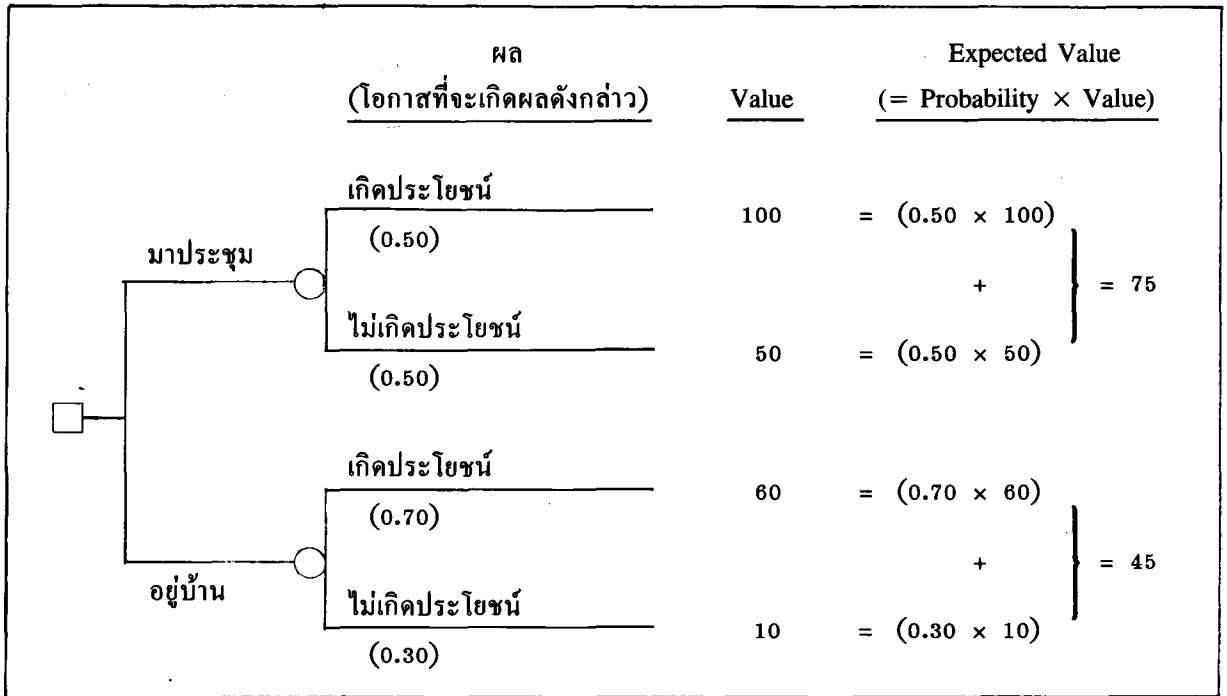 ผล Expected Value
(โอกาสที่จะเกิดผลดังกล่าว) Value (= Probability × Value)
เกิดประโยชน์
100 = (0.50 × 100)
(0.50)
มาประชุม
+ = 75
ไม่เกิดประโยชน์
50 = (0.50 × 50)
(0.50)
เกิดประโยชน์
60 = (0.70 × 60)
(0.70)
+ = 45
อยู่บ้าน
ไม่เกิดประโยชน์
10 = (0.30 × 10)
(0.30)